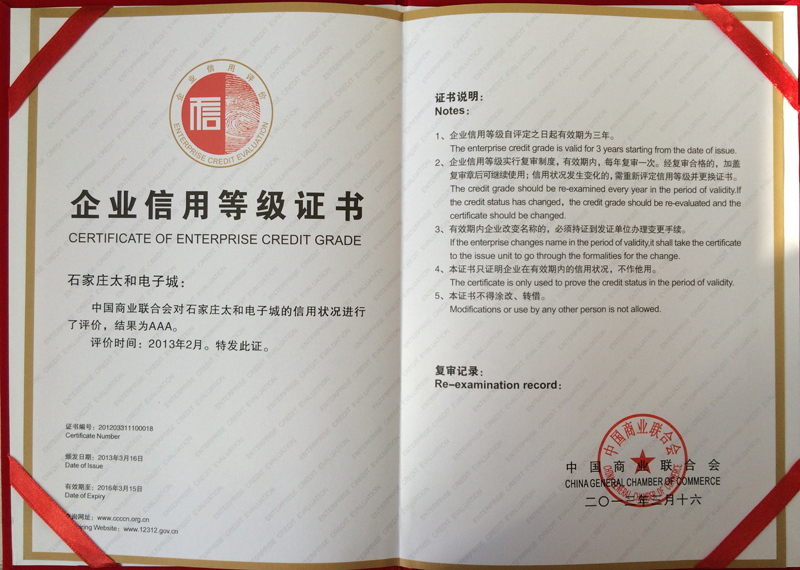 企业信用评价
信
ENTERPRISE CREDIT EVALUATION
企业信用等级证书
CERTIFICATE OF ENTERPRISE CREDIT GRADE
石家庄太和电子城：
中国商业联合会对石家庄太和电子城的信用状况进行
了评价，结果为AAA。
评价时间：2013年2月。特发此证。
证书编号：201203311100018
Certificate Number
颁发日期：2013年3月16日
Date of Issue
有效期至：2016年3月15日
Date of Expiry
询网址：www.ccccn.org.cn
Website：www.12312.gov.cn
证书说明：
Notes：
1、企业信用等级自评定之日起有效期为三年。
The enterprise credit grade is valid for 3 years starting from the date of issue.
2、企业信用等级实行复审制度，有效期内，每年复审一次。经复审合格的，加盖
复审章后可继续使用；信用状况发生变化的，需重新评定信用等级并更换证书。
The credit grade should be re-examined every year in the period of validity.If
the credit status has changed，the credit grade should be re-evaluated and the
certificate should be changed.
3、有效期内企业改变名称的，必须持证到发证单位办理变更手续。
If the enterprise changes name in the period of validity,it shall take the certificate
to the issue unit to go through the formalities for the change.
4、本证书只证明企业在有效期内的信用状况，不作他用。
The certificate is only used to prove the credit status in the period of validity.
5、本证书不得涂改、转借。
Modifications or use by any other person is not allowed.
复审记录：
Re-examination record：
中国商业联合会
CHINA GENERAL CHAMBER OF COMMERCE
中国商业联合会
CHINA GENERAL CHAMBER OF COMMERCE
二〇一三年三月十六